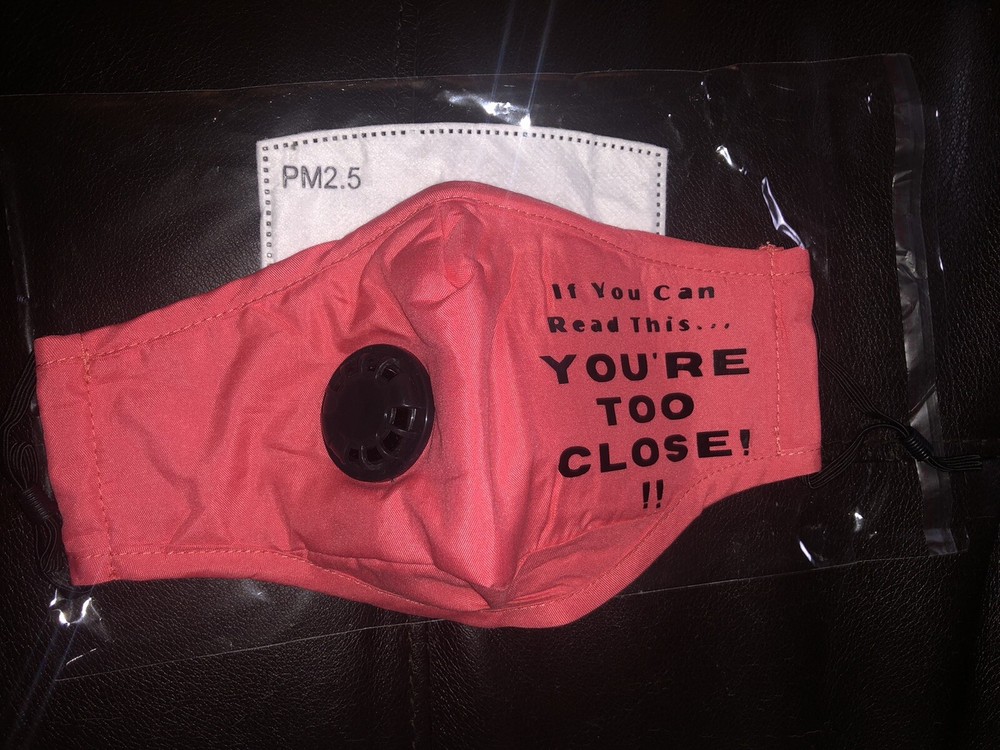 PM2.5
If You Can
Read This...
YOU'RE
TOO
CLOSE!
!!